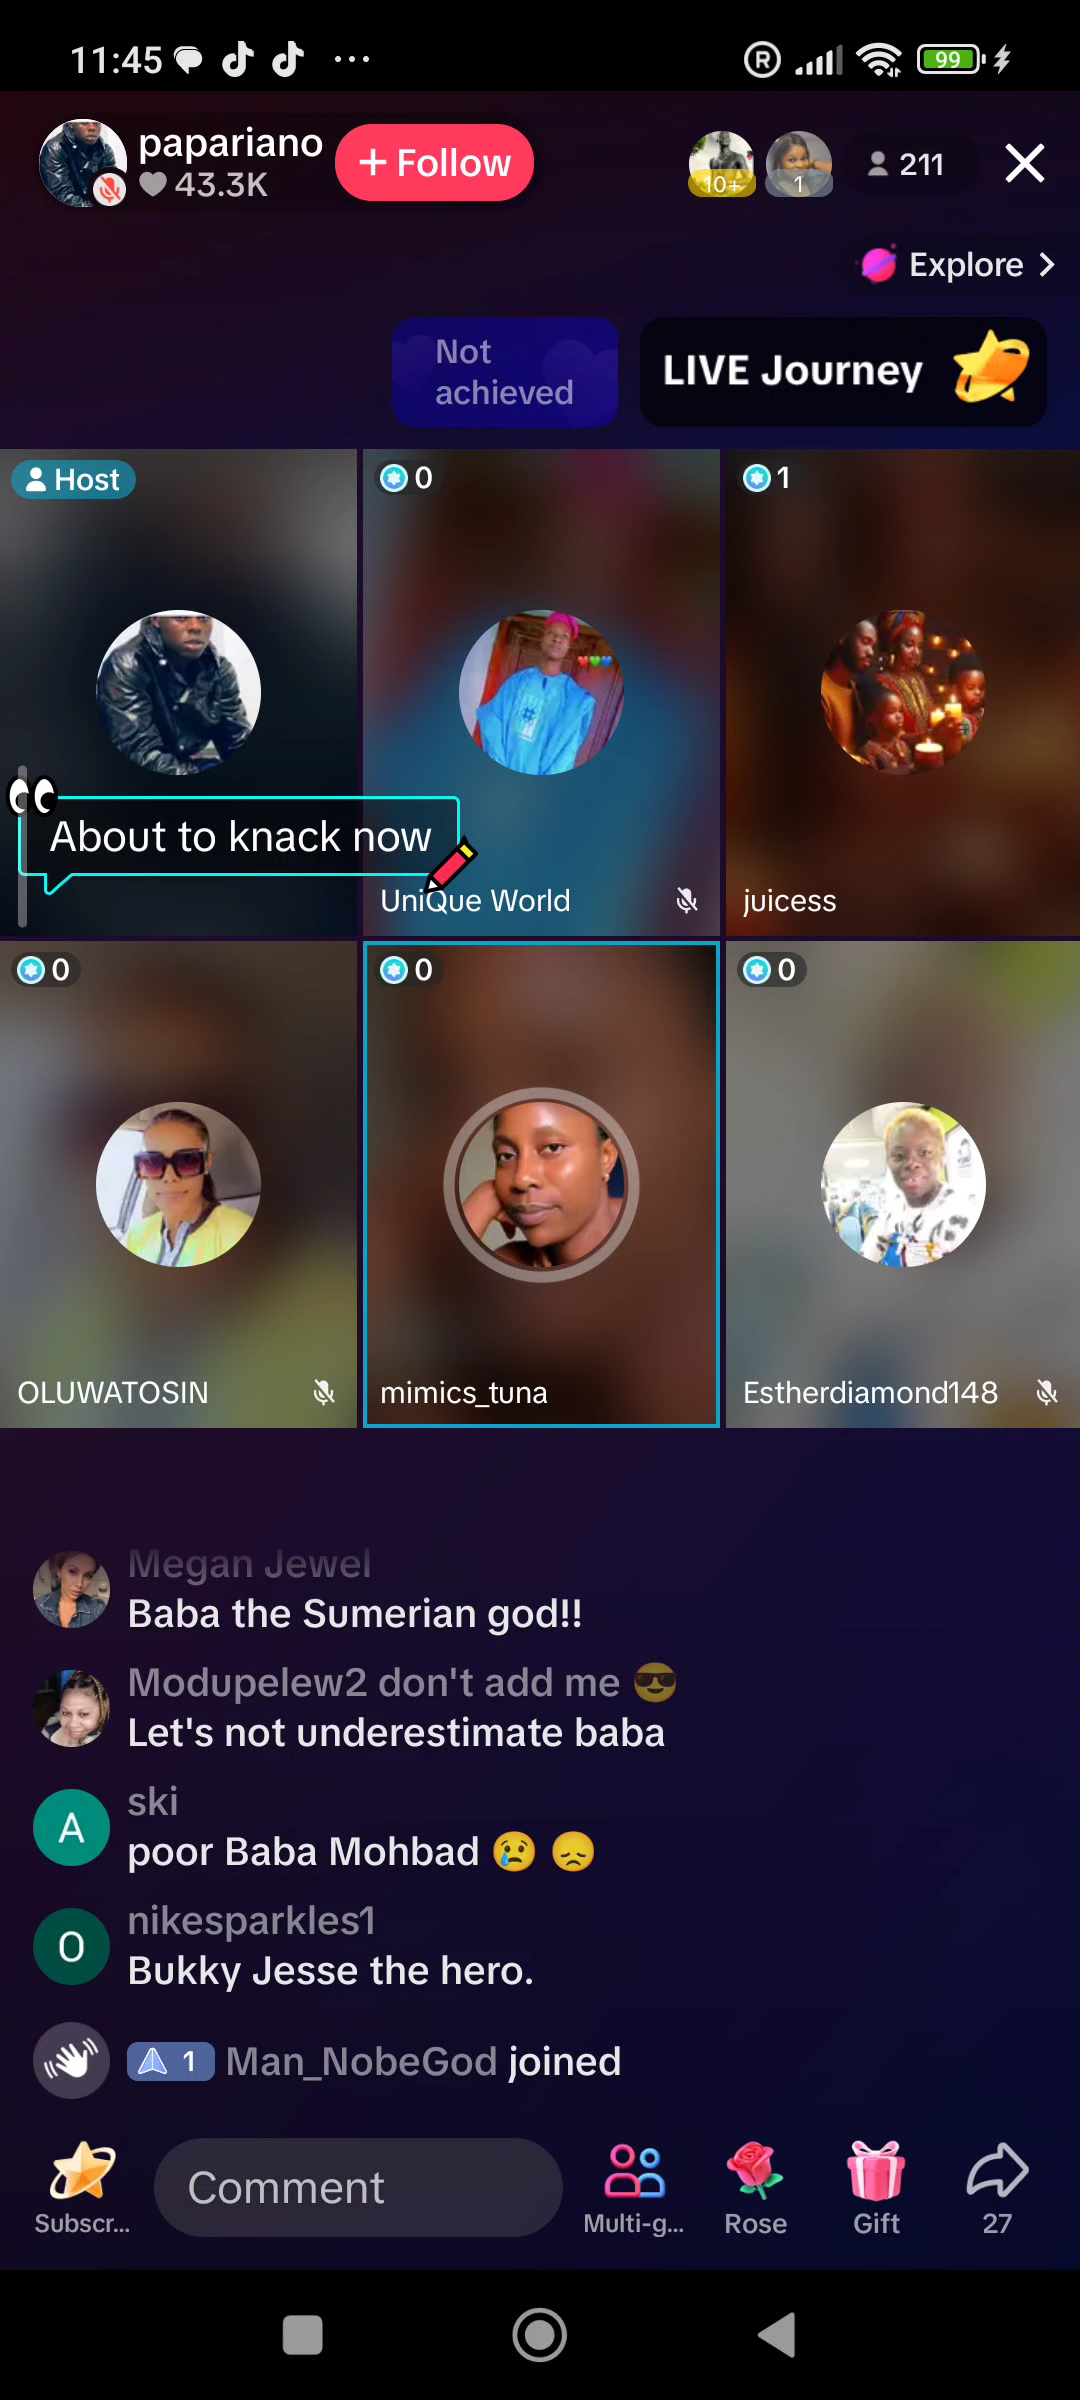 11:45
R
99
papariano
43.3K
+ Follow
10+
1
211
Explore
Not
achieved
LIVE Journey
Host
0
1
About to knack now
UniQue World
juicess
0
0
0
OLUWATOSIN
mimics_tuna
Estherdiamond148
Megan Jewel
Baba the Sumerian god!!
Modupelew2 don't add me 😎
Let's not underestimate baba
A
ski
poor Baba Mohbad 😢 😞
O
nikesparkles1
Bukky Jesse the hero.
1 Man_NobeGod joined
Comment
Subscr...
Multi-g...
Rose
Gift
27